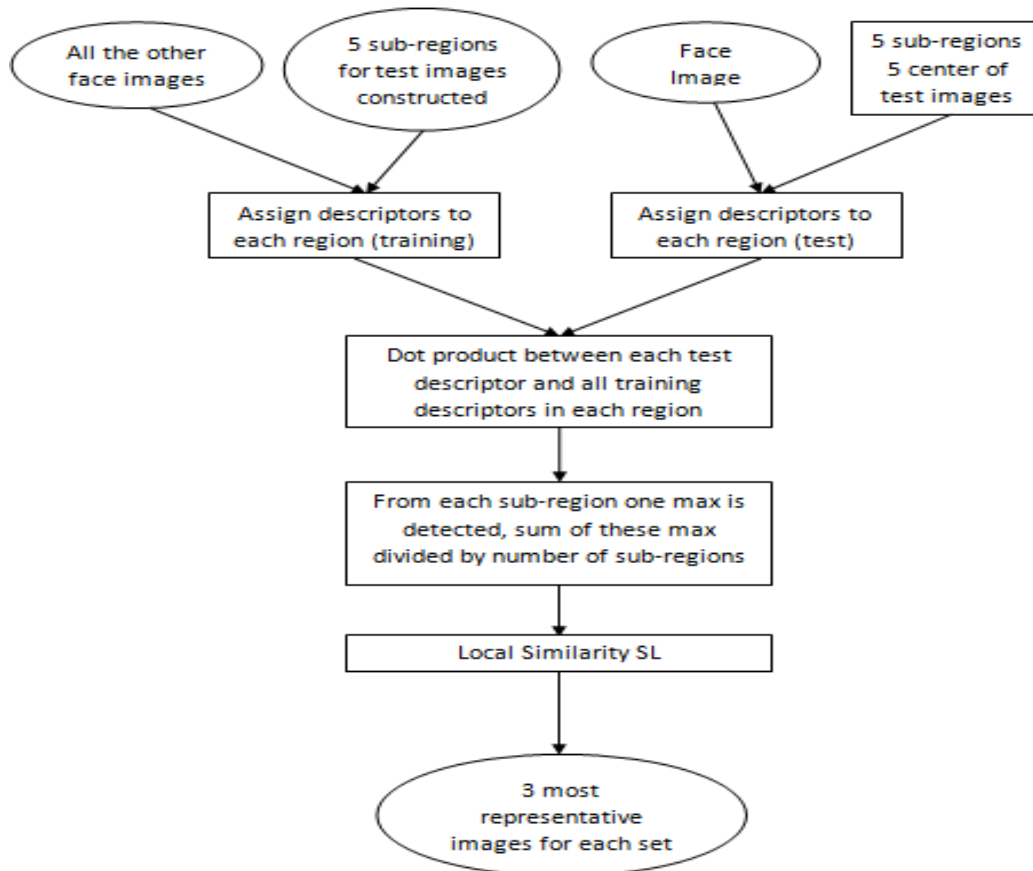 All the other
face images
5 sub-regions
for test images
constructed
Face
Image
5 sub-regions
5 center of
test images
Assign descriptors to
each region (training)
Assign descriptors to
each region (test)
Dot product between each test
descriptor and all training
descriptors in each region
From each sub-region one max is
detected, sum of these max
divided by number of sub-regions
Local Similarity SL
3 most
representative
images for each set